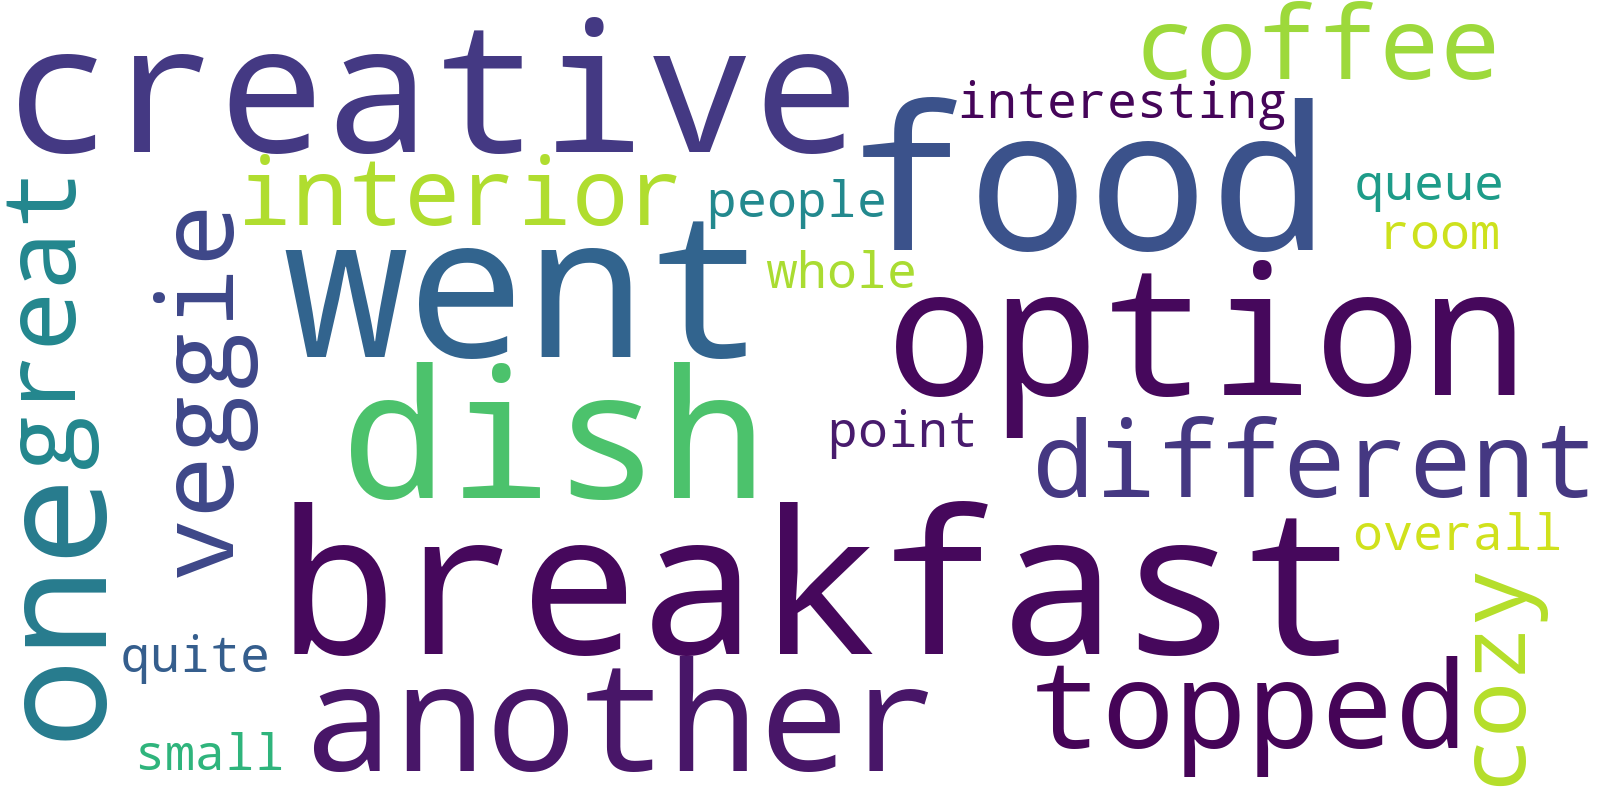 creative
coffee
interesting
food
interior
people
queue
room
great
veggie
went
whole
option
dish
point
different
one
breakfast
overall
cozy
quite
another
topped
small